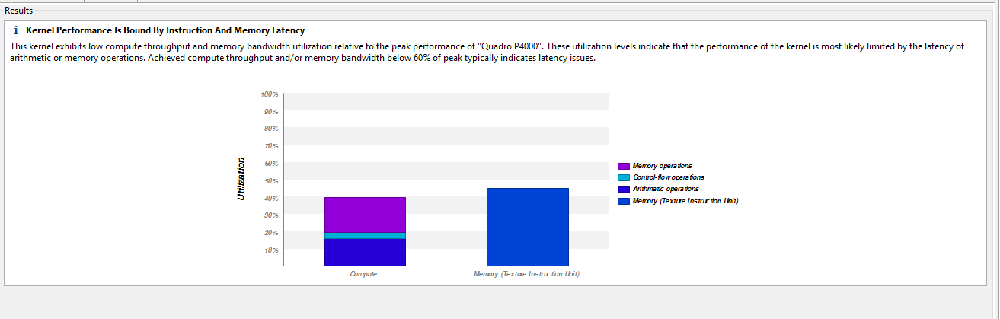 Results
i Kernel Performance Is Bound By Instruction And Memory Latency
This kernel exhibits low compute throughput and memory bandwidth utilization relative to the peak performance of "Quadro P4000". These utilization levels indicate that the performance of the kernel is most likely limited by the latency of
arithmetic or memory operations. Achieved compute throughput and/or memory bandwidth below 60% of peak typically indicates latency issues.
100%
90%
80%
70%
60%
50%
40%
30%
20%
10%
Utilization
Compute
Memory (Texture Instruction Unit)
Memory operations
Control-flow operations
Arithmetic operations
Memory (Texture Instruction Unit)